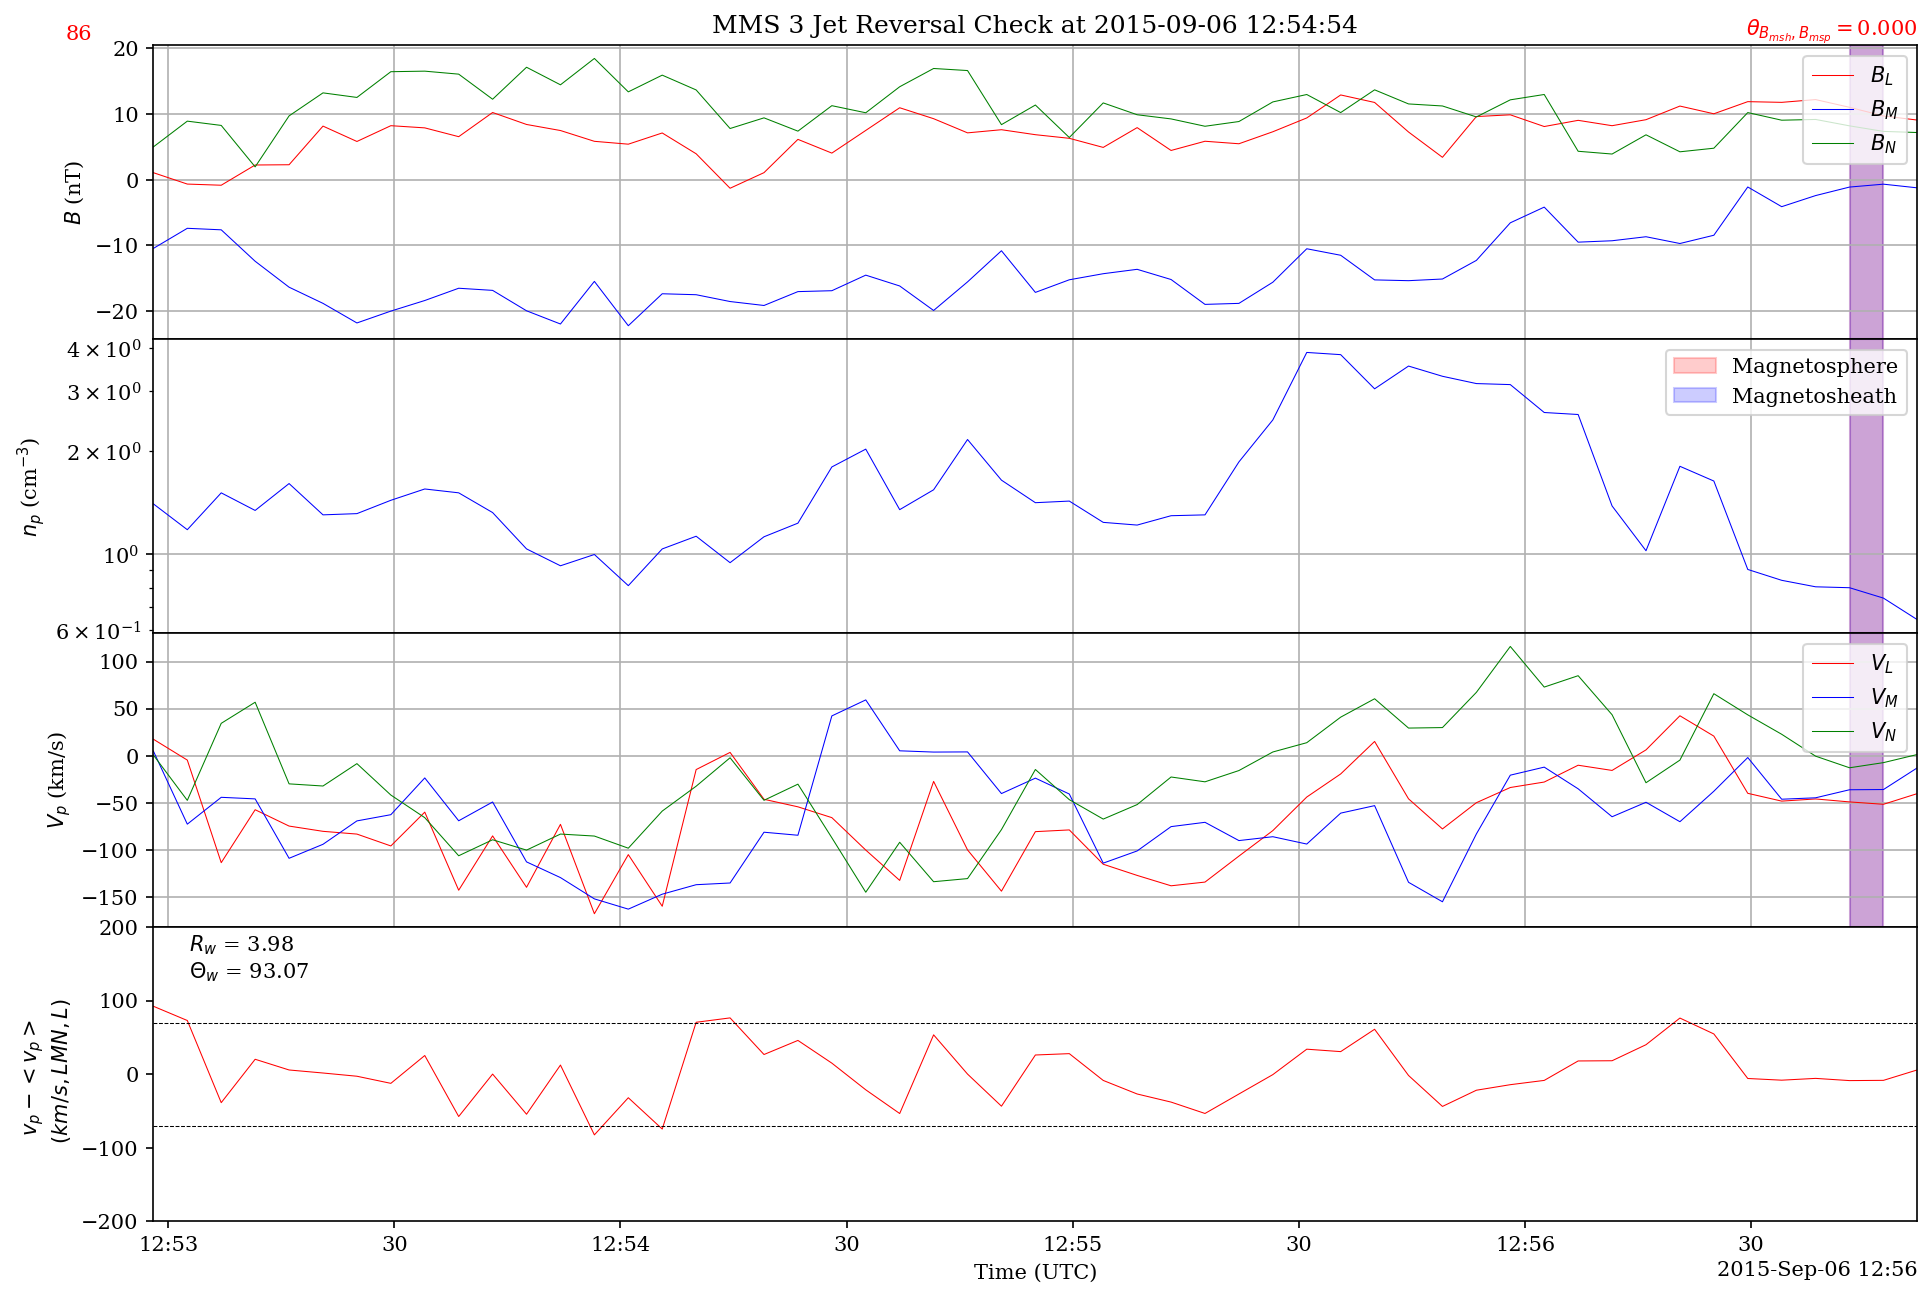 MMS 3 Jet Reversal Check at 2015-09-06 12:54:54
86
θ_{B_{msh}, B_{msp}} = 0.000
20
10
0
−10
−20
B (nT)
B_L
B_M
B_N
4 × 10^0
3 × 10^0
2 × 10^0
10^0
6 × 10^{−1}
n_p (cm^{−3})
Magnetosphere
Magnetosheath
100
50
0
−50
−100
−150
V_p (km/s)
V_L
V_M
V_N
200
100
0
−100
−200
v_p − < v_p >
(km/s, LMN, L)
R_w = 3.98
Θ_w = 93.07
12:53 30 12:54 30 12:55 30 12:56 30
Time (UTC)
2015-Sep-06 12:56